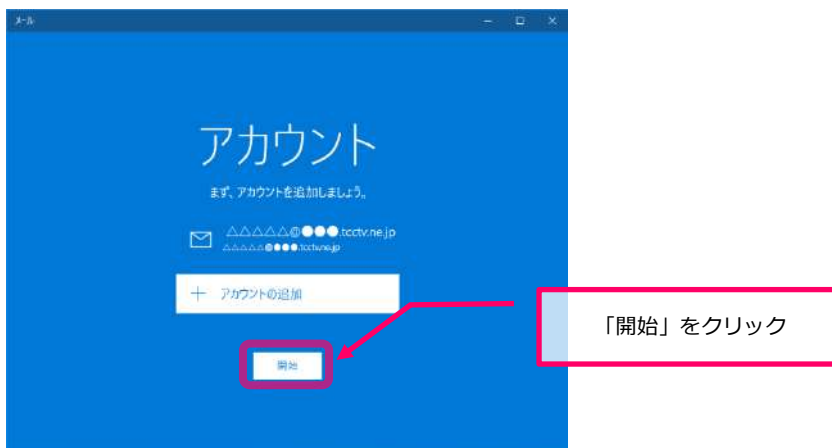 メール
アカウント
まず、アカウントを追加しましょう。
△△△△△@●●●.tcctv.ne.jp
△△△△△@●●●.tcctv.ne.jp
＋ アカウントの追加
開始
「開始」をクリック